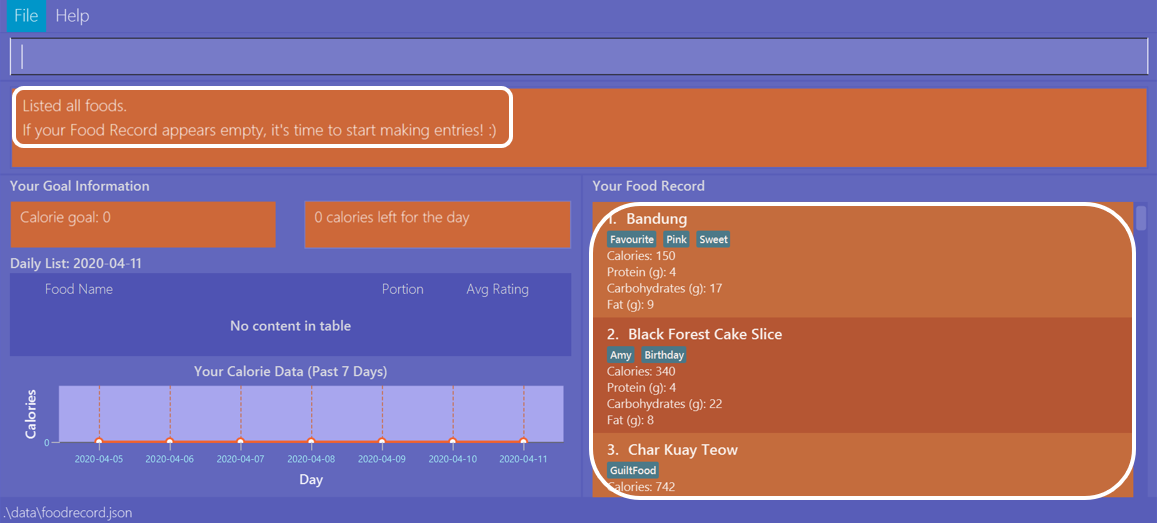 File Help
Listed all foods.
If your Food Record appears empty, it's time to start making entries! :)
Your Goal Information
Calorie goal: 0
0 calories left for the day
Daily List: 2020-04-11
Food Name Portion Avg Rating
No content in table
Your Calorie Data (Past 7 Days)
Calories
0
2020-04-05 2020-04-06 2020-04-07 2020-04-08 2020-04-09 2020-04-10 2020-04-11
Day
Your Food Record
1. Bandung
Favourite Pink Sweet
Calories: 150
Protein (g): 4
Carbohydrates (g): 17
Fat (g): 9
2. Black Forest Cake Slice
Amy Birthday
Calories: 340
Protein (g): 4
Carbohydrates (g): 22
Fat (g): 8
3. Char Kuay Teow
GuiltFood
Calories: 742
.\data\foodrecord.json